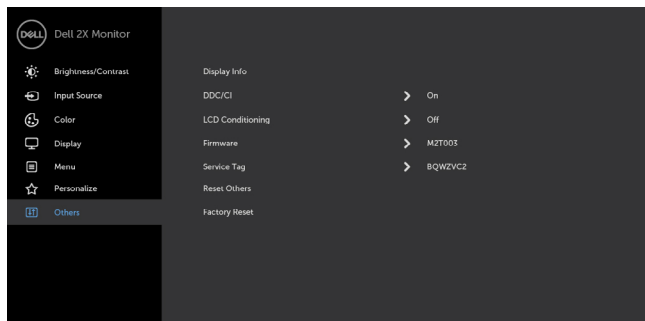 DELL Dell 2X Monitor
Brightness/Contrast Display Info
Input Source DDC/CI On
Color LCD Conditioning Off
Display Firmware M2T003
Menu Service Tag BQWZVC2
Personalize Reset Others
Others Factory Reset